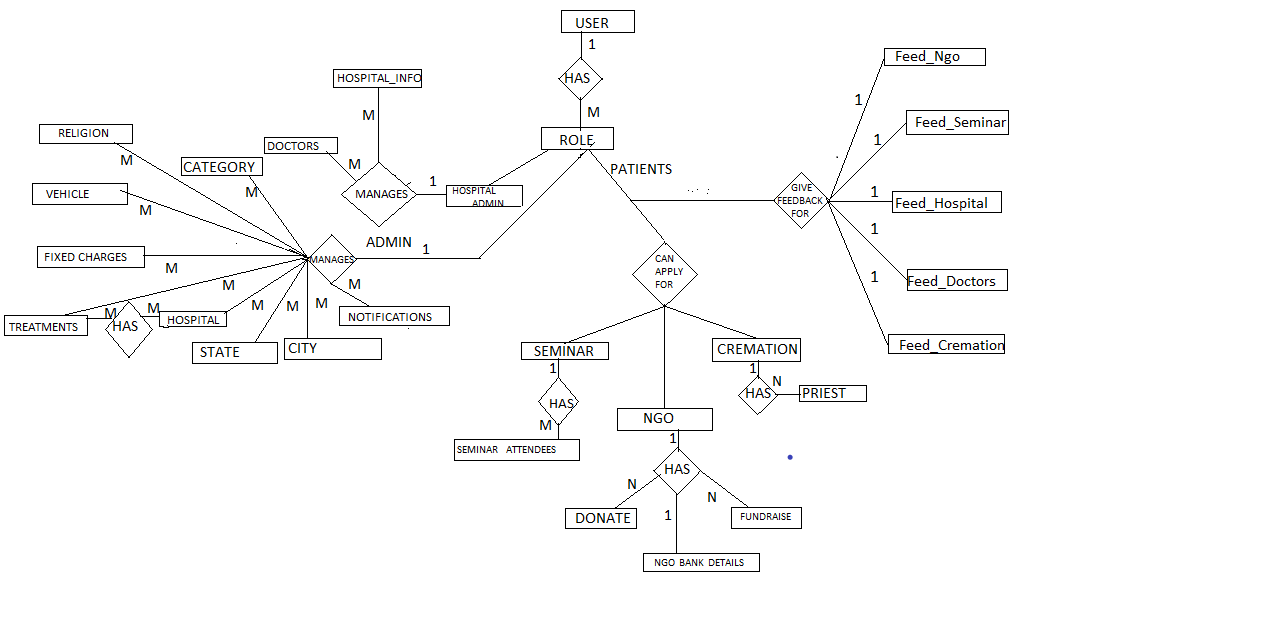 USER
1
HAS
M
ROLE
PATIENTS
HOSPITAL_INFO
M
DOCTORS
M
MANAGES
1
HOSPITAL
ADMIN
RELIGION
M
CATEGORY
M
VEHICLE
M
FIXED CHARGES
M
ADMIN
1
MANAGES
M
M
M
M
M
NOTIFICATIONS
TREATMENTS
M
HAS
M
HOSPITAL
STATE
CITY
GIVE
FEEDBACK
FOR
1
Feed_Ngo
1
Feed_Seminar
1
Feed_Hospital
1
Feed_Doctors
1
Feed_Cremation
CAN
APPLY
FOR
SEMINAR
1
HAS
M
SEMINAR ATTENDEES
CREMATION
1
HAS
N
PRIEST
NGO
1
HAS
N
DONATE
1
NGO BANK DETAILS
N
FUNDRAISE